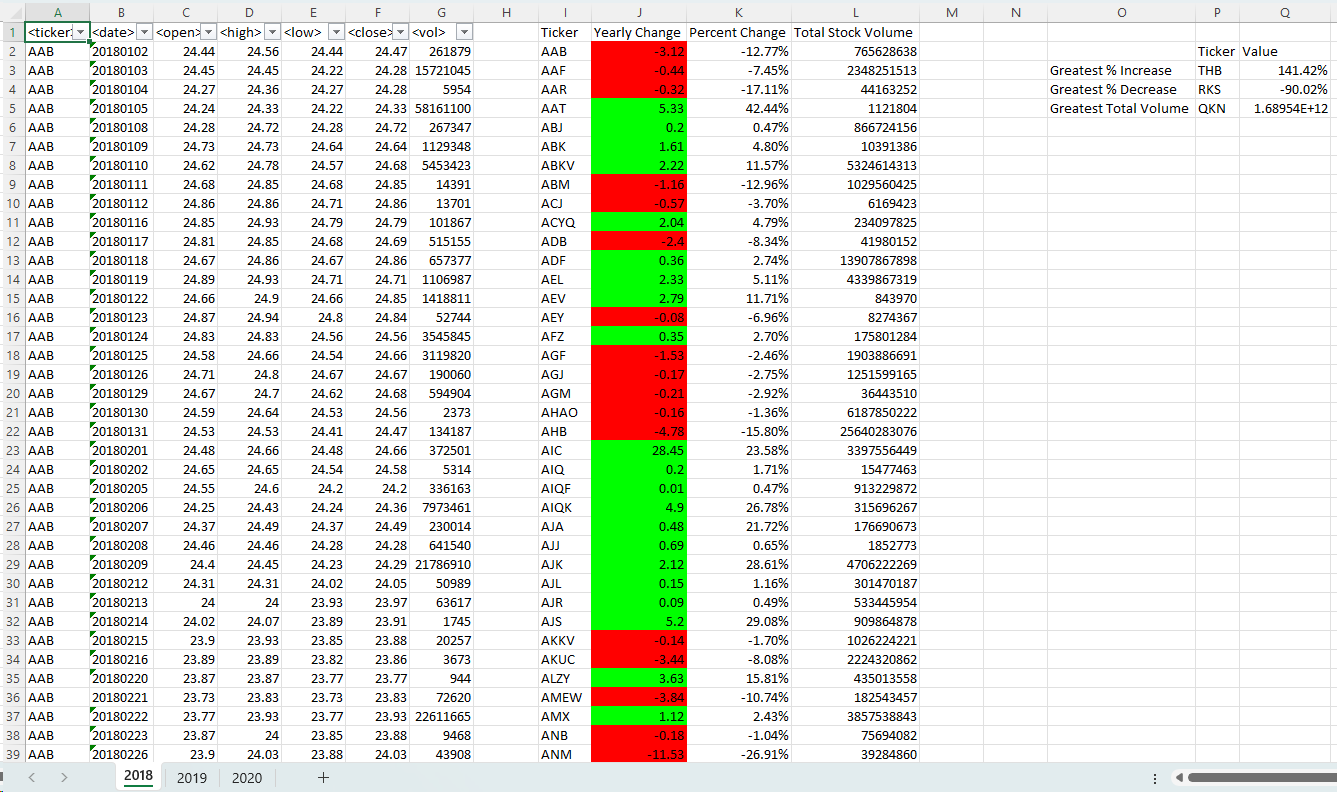 A B C D E F G H I J K L M N O P Q
1 <ticker> <date> <open> <high> <low> <close> <vol> Ticker Yearly Change Percent Change Total Stock Volume
2 AAB 20180102 24.44 24.56 24.44 24.47 261879 AAB -3.12 -12.77% 765628638 Ticker Value
3 AAB 20180103 24.45 24.45 24.22 24.28 15721045 AAF -0.44 -7.45% 2348251513 Greatest % Increase THB 141.42%
4 AAB 20180104 24.27 24.36 24.27 24.28 5954 AAR -0.32 -17.11% 44163252 Greatest % Decrease RKS -90.02%
5 AAB 20180105 24.24 24.33 24.22 24.33 58161100 AAT 5.33 42.44% 1121804 Greatest Total Volume QKN 1.68954E+12
6 AAB 20180108 24.28 24.72 24.28 24.72 267347 ABJ 0.2 0.47% 866724156
7 AAB 20180109 24.73 24.73 24.64 24.64 1129348 ABK 1.61 4.80% 10391386
8 AAB 20180110 24.62 24.78 24.57 24.68 5453423 ABKV 2.22 11.57% 5324614313
9 AAB 20180111 24.68 24.85 24.68 24.85 14391 ABM -1.16 -12.96% 1029560425
10 AAB 20180112 24.86 24.86 24.71 24.86 13701 ACJ -0.57 -3.70% 6169423
11 AAB 20180116 24.85 24.93 24.79 24.79 101867 ACYQ 2.04 4.79% 234097825
12 AAB 20180117 24.81 24.85 24.68 24.69 515155 ADB -2.4 -8.34% 41980152
13 AAB 20180118 24.67 24.86 24.67 24.86 657377 ADF 0.36 2.74% 13907867898
14 AAB 20180119 24.89 24.93 24.71 24.71 1106987 AEL 2.33 5.11% 4339867319
15 AAB 20180122 24.66 24.9 24.66 24.85 1418811 AEV 2.79 11.71% 843970
16 AAB 20180123 24.87 24.94 24.8 24.84 52744 AEY -0.08 -6.96% 8274367
17 AAB 20180124 24.83 24.83 24.56 24.56 3545845 AFZ 0.35 2.70% 175801284
18 AAB 20180125 24.58 24.66 24.54 24.66 3119820 AGF -1.53 -2.46% 1903886691
19 AAB 20180126 24.71 24.8 24.67 24.67 190060 AGJ -0.17 -2.75% 1251599165
20 AAB 20180129 24.67 24.7 24.62 24.68 594904 AGM -0.21 -2.92% 36443510
21 AAB 20180130 24.59 24.64 24.53 24.56 2373 AHAO -0.16 -1.36% 6187850222
22 AAB 20180131 24.53 24.53 24.41 24.47 134187 AHB -4.78 -15.80% 25640283076
23 AAB 20180201 24.48 24.66 24.48 24.66 372501 AIC 28.45 23.58% 3397556449
24 AAB 20180202 24.65 24.65 24.54 24.58 5314 AIQ 0.2 1.71% 15477463
25 AAB 20180205 24.55 24.6 24.2 24.2 336163 AIQF 0.01 0.47% 913229872
26 AAB 20180206 24.25 24.43 24.24 24.36 7973461 AIQK 4.9 26.78% 315696267
27 AAB 20180207 24.37 24.49 24.37 24.49 230014 AJA 0.48 21.72% 176690673
28 AAB 20180208 24.46 24.46 24.28 24.28 641540 AJJ 0.69 0.65% 1852773
29 AAB 20180209 24.4 24.45 24.23 24.29 21786910 AJK 2.12 28.61% 4706222269
30 AAB 20180212 24.31 24.31 24.02 24.05 50989 AJL 0.15 1.16% 301470187
31 AAB 20180213 24 24 23.93 23.97 63617 AJR 0.09 0.49% 533445954
32 AAB 20180214 24.02 24.07 23.89 23.91 1745 AJS 5.2 29.08% 909864878
33 AAB 20180215 23.9 23.93 23.85 23.88 20257 AKKV -0.14 -1.70% 1026224221
34 AAB 20180216 23.89 23.89 23.82 23.86 3673 AKUC -3.44 -8.08% 2224320862
35 AAB 20180220 23.87 23.87 23.77 23.77 944 ALZY 3.63 15.81% 435013558
36 AAB 20180221 23.73 23.83 23.73 23.83 72620 AMEW -3.84 -10.74% 182543457
37 AAB 20180222 23.77 23.93 23.77 23.93 22611665 AMX 1.12 2.43% 3857538843
38 AAB 20180223 23.87 24 23.85 23.88 9468 ANB -0.18 -1.04% 75694082
39 AAB 20180226 23.9 24.03 23.88 24.03 43908 ANM -11.53 -26.91% 39284860
2018 2019 2020